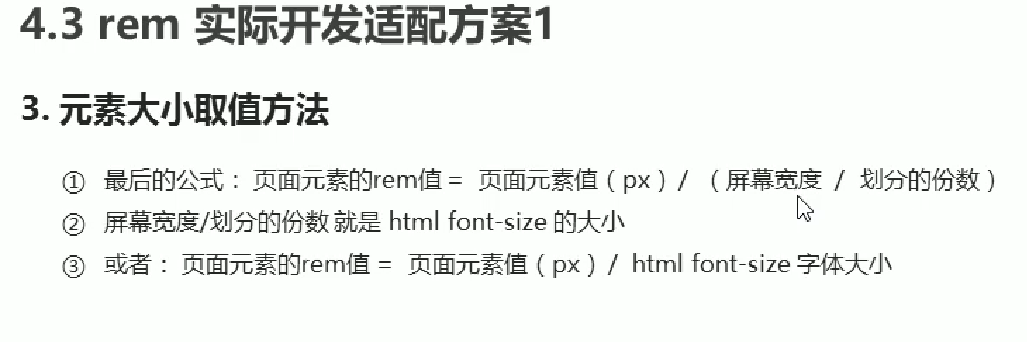 4.3 rem 实际开发适配方案1
3. 元素大小取值方法
① 最后的公式：页面元素的rem值 = 页面元素值（px）/ （屏幕宽度 / 划分的份数）
② 屏幕宽度/划分的份数 就是 html font-size 的大小
③ 或者：页面元素的rem值 = 页面元素值（px）/ html font-size 字体大小